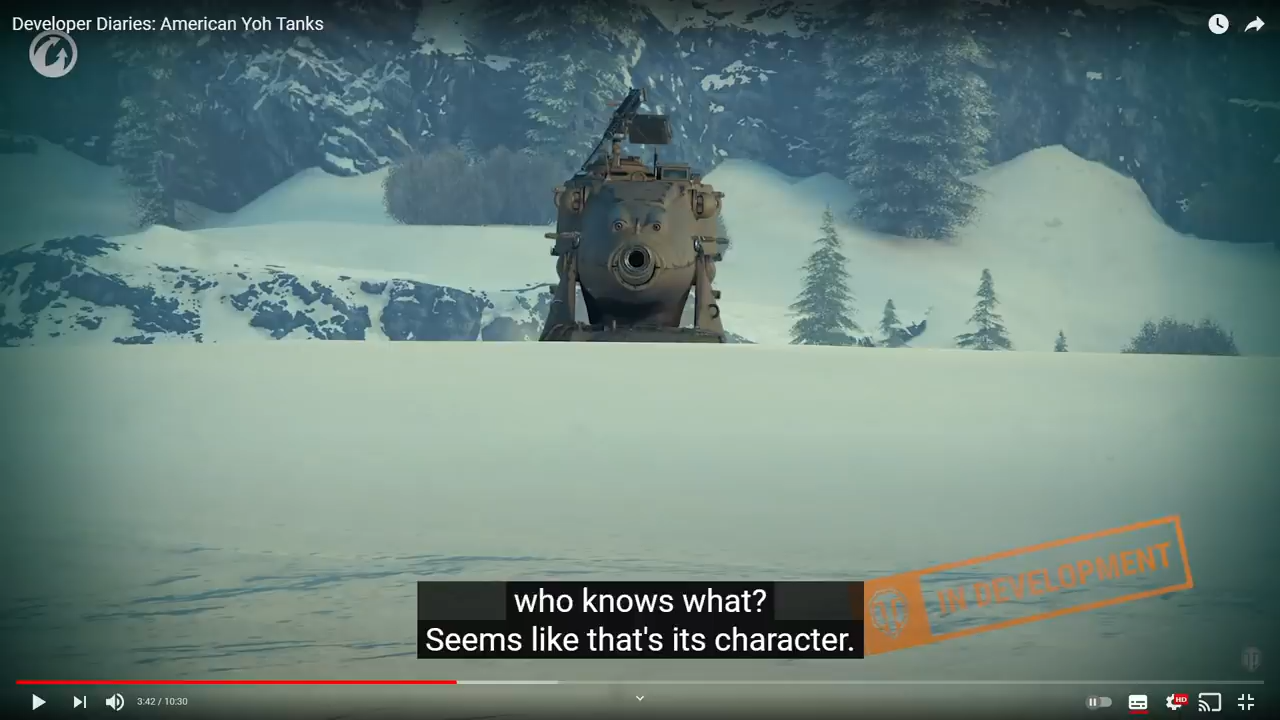 Developer Diaries: American Yoh Tanks
who knows what?
Seems like that's its character.
IN DEVELOPMENT
3:42 / 10:30
HD